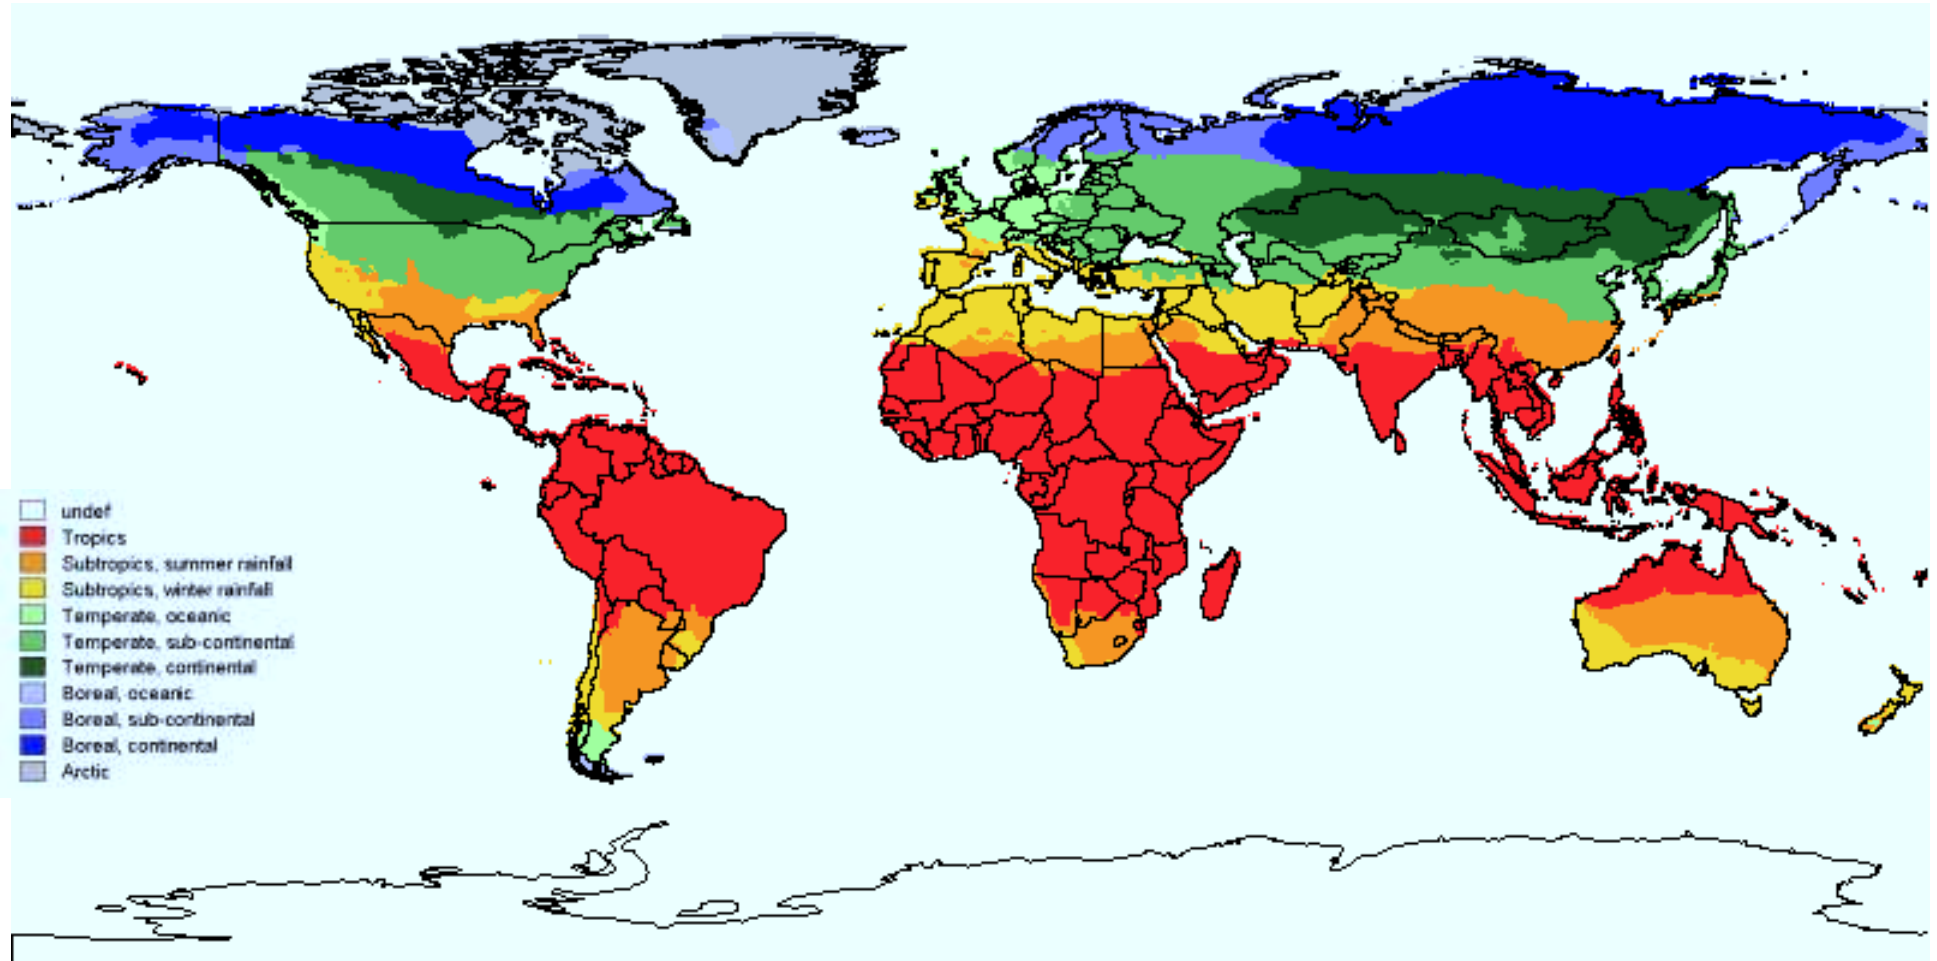 undef
Tropics
Subtropics, summer rainfall
Subtropics, winter rainfall
Temperate, oceanic
Temperate, sub-continental
Temperate, continental
Boreal, oceanic
Boreal, sub-continental
Boreal, continental
Arctic